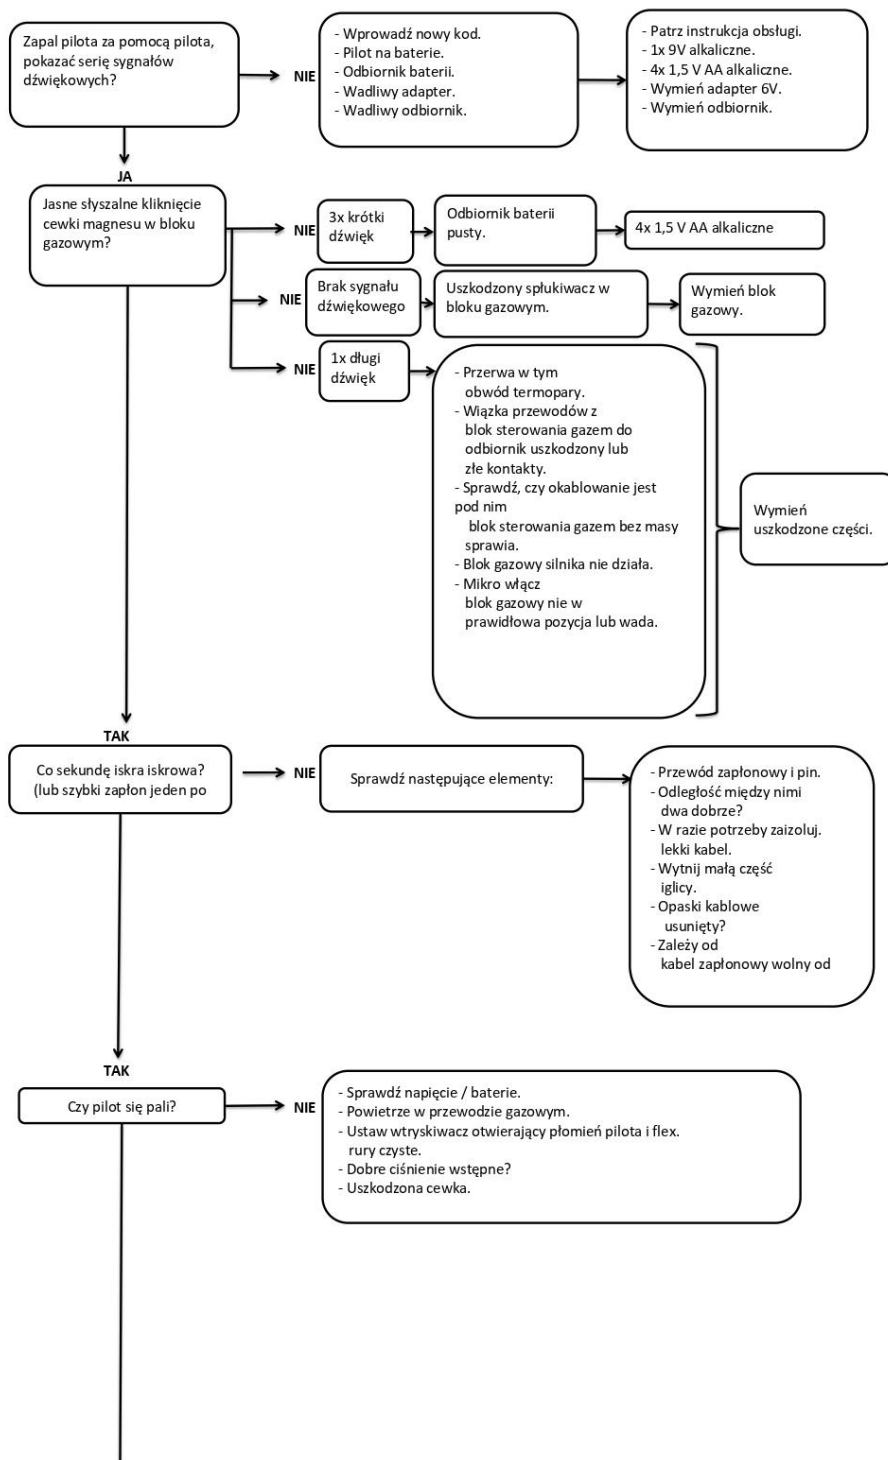 Zapal pilota za pomocą pilota,
pokazać serię sygnałów
dźwiękowych?
NIE
- Wprowadź nowy kod.
- Pilot na baterie.
- Odbiornik baterii.
- Wadliwy adapter.
- Wadliwy odbiornik.
- Patrz instrukcja obsługi.
- 1x 9V alkaliczne.
- 4x 1,5 V AA alkaliczne.
- Wymień adapter 6V.
- Wymień odbiornik.
JA
Jasne słyszalne kliknięcie
cewki magnesu w bloku
gazowym?
NIE
3x krótki
dźwięk
Odbiornik baterii
pusty.
4x 1,5 V AA alkaliczne
NIE
Brak sygnału
dźwiękowego
Uszkodzony spłukiwacz w
bloku gazowym.
Wymień blok
gazowy.
NIE
1x długi
dźwięk
- Przerwa w tym
obwód termopary.
- Wiązka przewodów z
blok sterowania gazem do
odbiornik uszkodzony lub
złe kontakty.
- Sprawdź, czy okablowanie jest
pod nim
blok sterowania gazem bez masy
sprawia.
- Blok gazowy silnika nie działa.
- Mikro włącz
blok gazowy nie w
prawidłowa pozycja lub wada.
Wymień
uszkodzone części.
TAK
Co sekundę iskra iskrowa?
(lub szybki zapłon jeden po
NIE
Sprawdź następujące elementy:
- Przewód zapłonowy i pin.
- Odległość między nimi
dwa dobrze?
- W razie potrzeby zaizoluj.
lekki kabel.
- Wytnij małą część
iglicy.
- Opaski kablowe
usunięty?
- Zależy od
kabel zapłonowy wolny od
TAK
Czy pilot się pali?
NIE
- Sprawdź napięcie / baterie.
- Powietrze w przewodzie gazowym.
- Ustaw wtryskiwacz otwierający płomień pilota i flex.
rury czyste.
- Dobre ciśnienie wstępne?
- Uszkodzona cewka.